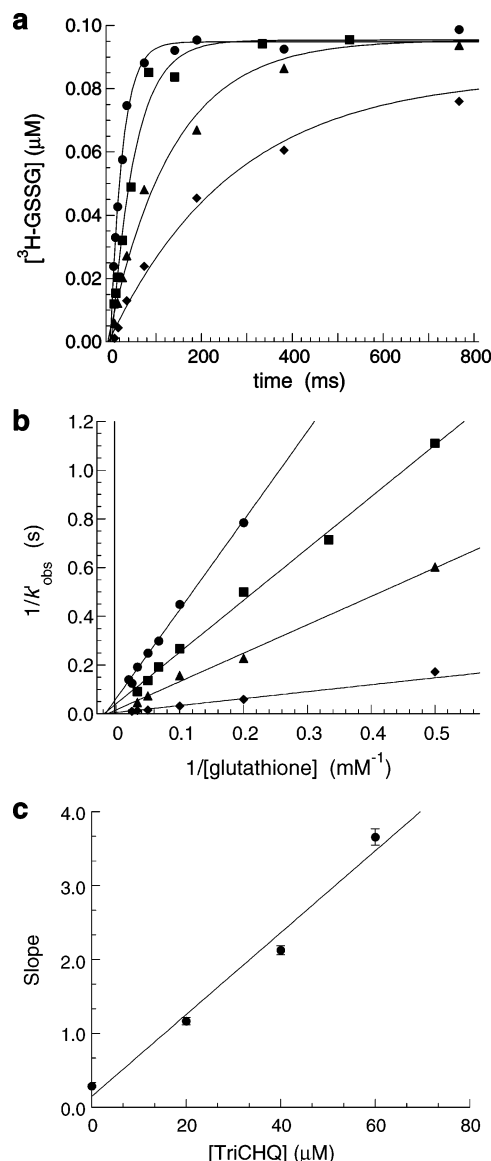 a
0.10
0.08
0.06
0.04
0.02
0.00
[³H-GSSG] (μM)
0 200 400 600 800
time (ms)
b
1.2
1.0
0.8
0.6
0.4
0.2
0.0
1/k'obs (s)
0 0.1 0.2 0.3 0.4 0.5
1/[glutathione] (mM⁻¹)
c
4.0
3.0
2.0
1.0
0.0
Slope
0 20 40 60 80
[TriCHQ] (μM)